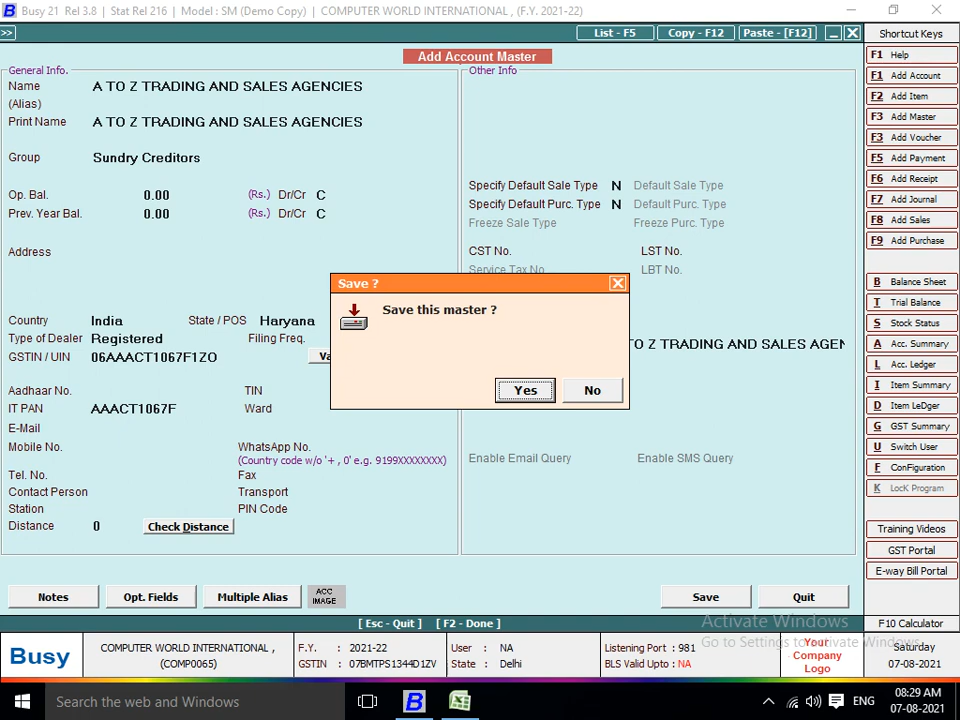 Busy 21 Rel 3.8 | Stat Rel 216 | Model : SM (Demo Copy) | COMPUTER WORLD INTERNATIONAL , (F.Y. 2021-22)
>> List - F5 Copy - F12 Paste - [F12]
Add Account Master
General Info. Other Info
Name A TO Z TRADING AND SALES AGENCIES
(Alias)
Print Name A TO Z TRADING AND SALES AGENCIES
Group Sundry Creditors
Op. Bal. 0.00 (Rs.) Dr/Cr C
Prev. Year Bal. 0.00 (Rs.) Dr/Cr C
Address
Country India State / POS Haryana
Type of Dealer Registered Filing Freq.
GSTIN / UIN 06AAACT1067F1ZO Va
Aadhaar No. TIN
IT PAN AAACT1067F Ward
E-Mail
Mobile No. WhatsApp No.
(Country code w/o '+ , 0' e.g. 9199XXXXXXXX)
Tel. No. Fax
Contact Person Transport
Station PIN Code
Distance 0 Check Distance
Specify Default Sale Type N Default Sale Type
Specify Default Purc. Type N Default Purc. Type
Freeze Sale Type Freeze Purc. Type
CST No. LST No.
Service Tax No. LBT No.
TO Z TRADING AND SALES AGEN
Enable Email Query Enable SMS Query
Save ?
Save this master ?
Yes No
Notes Opt. Fields Multiple Alias ACC IMAGE Save Quit
[ Esc - Quit ] [ F2 - Done ]
Shortcut Keys
F1 Help
F1 Add Account
F2 Add Item
F3 Add Master
F3 Add Voucher
F5 Add Payment
F6 Add Receipt
F7 Add Journal
F8 Add Sales
F9 Add Purchase
B Balance Sheet
T Trial Balance
S Stock Status
A Acc. Summary
L Acc. Ledger
I Item Summary
D Item LeDger
G GST Summary
U Switch User
F ConFiguration
K LocK Program
Training Videos
GST Portal
E-way Bill Portal
F10 Calculator
Activate Windows
Go to Settings to activate Windows.
Busy
COMPUTER WORLD INTERNATIONAL ,
(COMP0065)
F.Y. : 2021-22
GSTIN : 07BMTPS1344D1ZV
User : NA
State : Delhi
Listening Port : 981
BLS Valid Upto : NA
Your
Company
Logo
Saturday
07-08-2021
Search the web and Windows
ENG
08:29 AM
07-08-2021